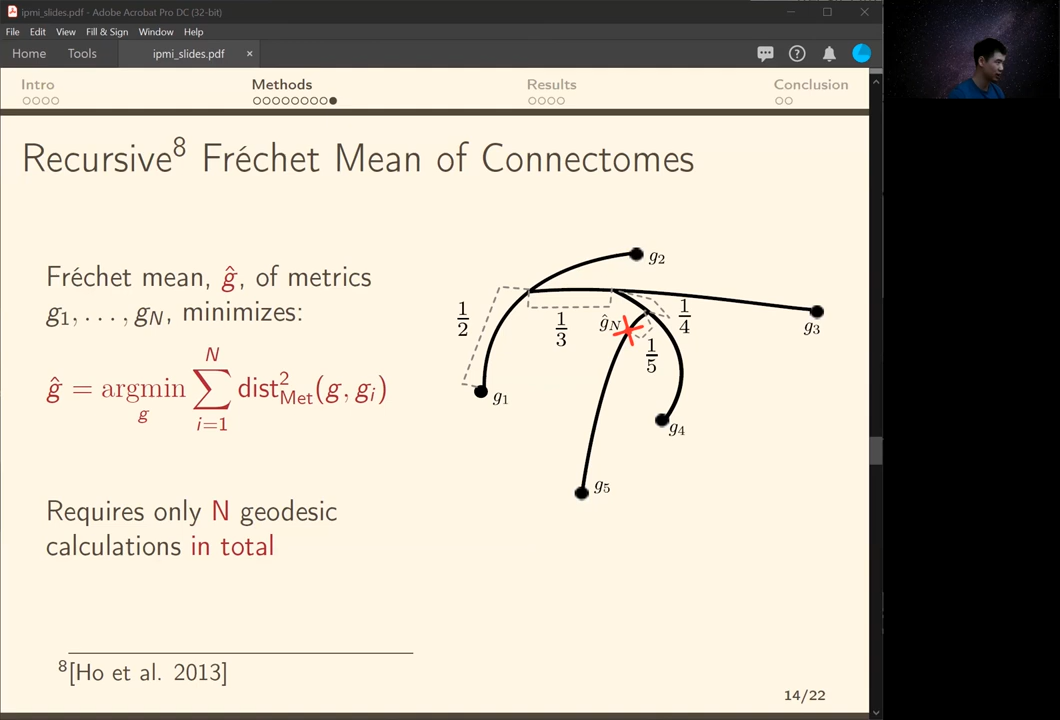 ipmi_slides.pdf - Adobe Acrobat Pro DC (32-bit)
File Edit View Fill & Sign Window Help
Home Tools ipmi_slides.pdf ×
Intro Methods Results Conclusion
Recursive⁸ Fréchet Mean of Connectomes
Fréchet mean, ĝ, of metrics
g₁, . . . , g_N, minimizes:
ĝ = argmin_g ∑_{i=1}^{N} dist²_Met(g, g_i)
Requires only N geodesic
calculations in total
g₂
1/2
1/3
ĝ_N
1/4
g₃
1/5
g₁
g₄
g₅
⁸[Ho et al. 2013]
14/22